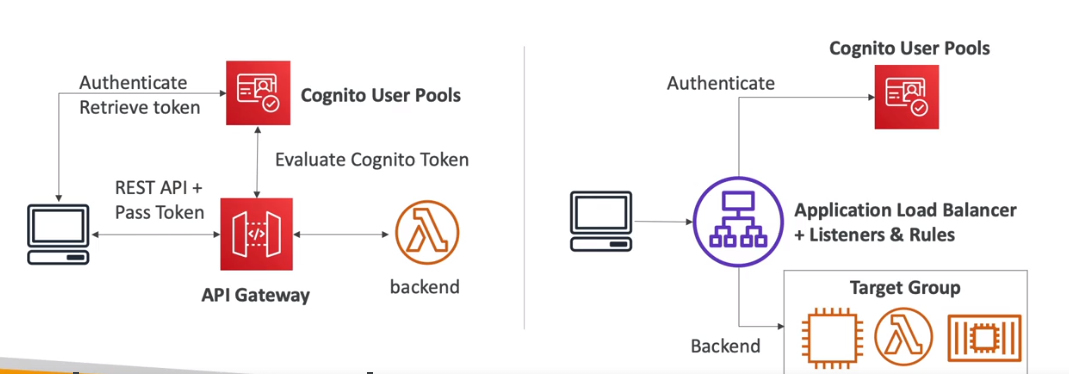 Authenticate
Retrieve token
Cognito User Pools
Evaluate Cognito Token
REST API +
Pass Token
</>
API Gateway
backend
Cognito User Pools
Authenticate
Application Load Balancer
+ Listeners & Rules
Target Group
Backend